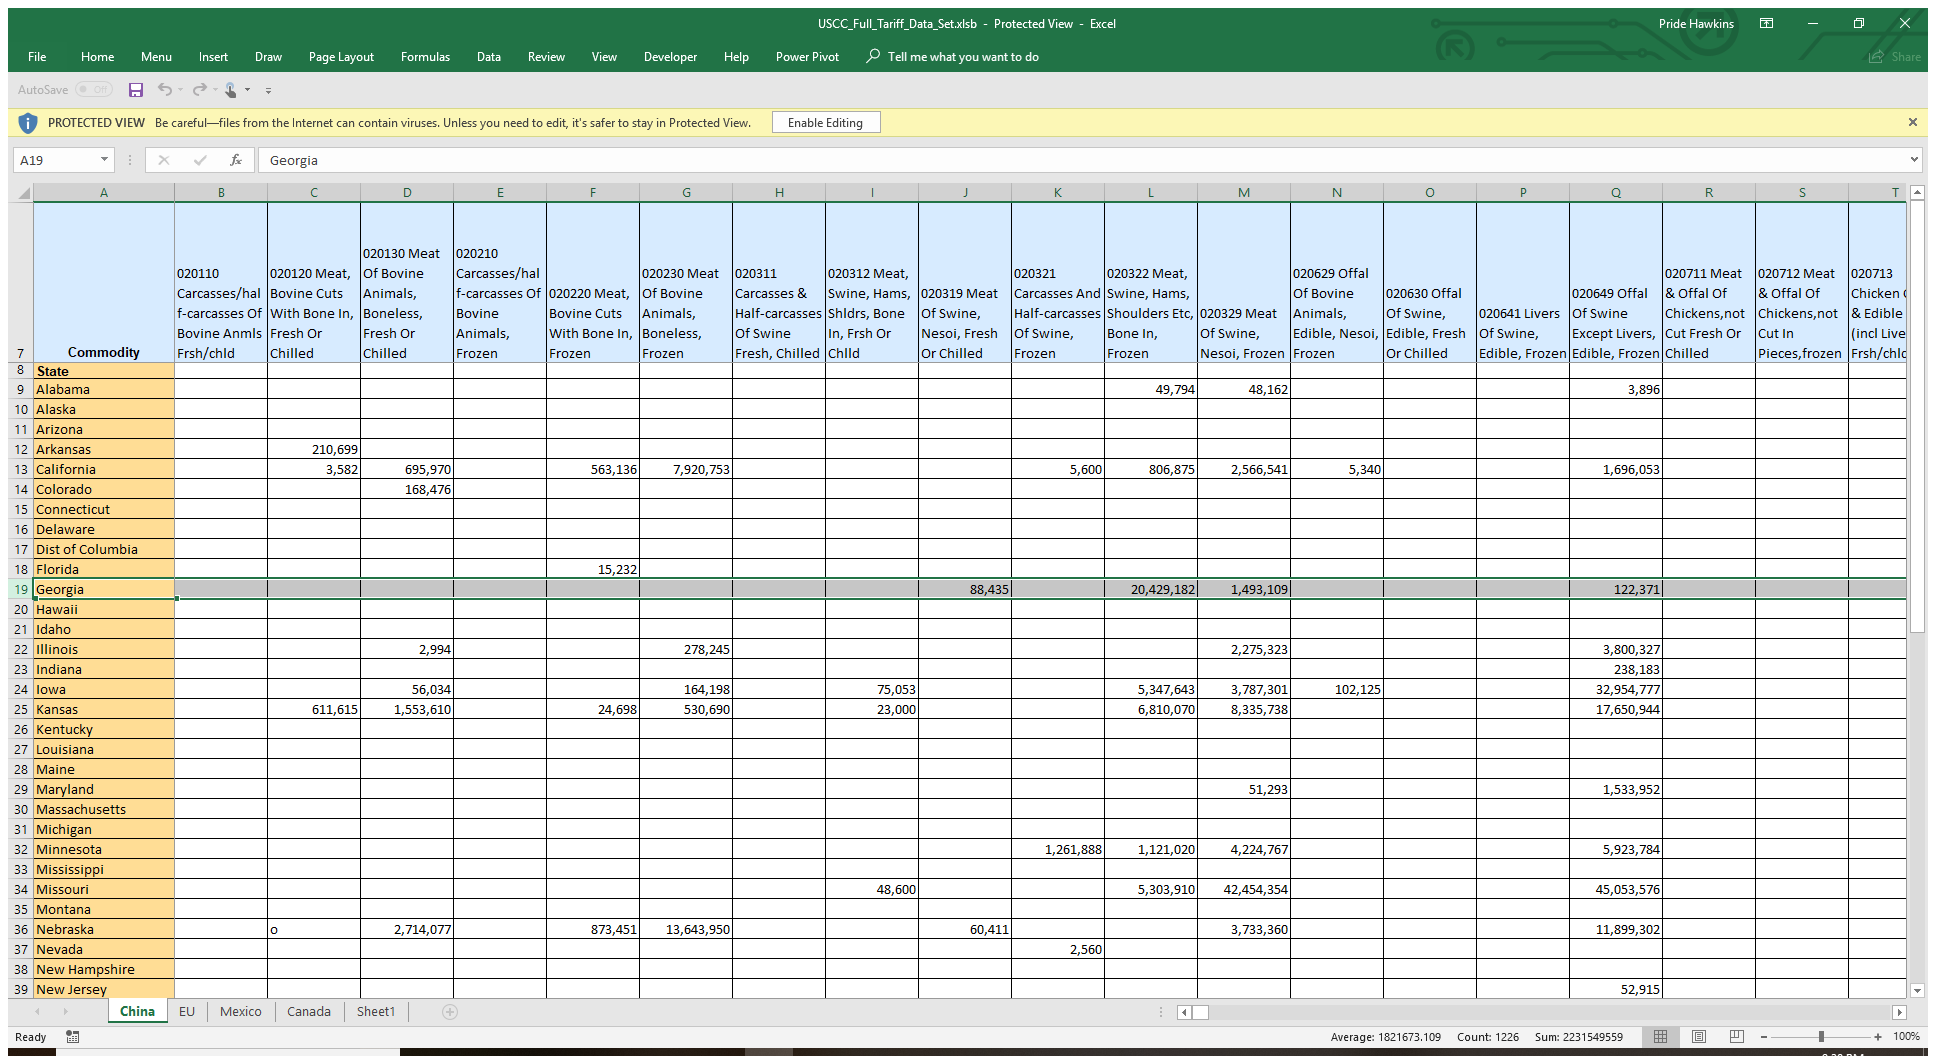 USCC_Full_Tariff_Data_Set.xlsb - Protected View - Excel
Pride Hawkins
File Home Menu Insert Draw Page Layout Formulas Data Review View Developer Help Power Pivot Tell me what you want to do Share
AutoSave Off
PROTECTED VIEW Be careful—files from the Internet can contain viruses. Unless you need to edit, it's safer to stay in Protected View. Enable Editing
A19 fx Georgia
A B C D E F G H I J K L M N O P Q R S T
7 Commodity
020110 Carcasses/half-carcasses Of Bovine Anmls Frsh/chld
020120 Meat, Bovine Cuts With Bone In, Fresh Or Chilled
020130 Meat Of Bovine Animals, Boneless, Fresh Or Chilled
020210 Carcasses/half-carcasses Of Bovine Animals, Frozen
020220 Meat, Bovine Cuts With Bone In, Frozen
020230 Meat Of Bovine Animals, Boneless, Frozen
020311 Carcasses & Half-carcasses Of Swine Fresh, Chilled
020312 Meat, Swine, Hams, Shldrs, Bone In, Frsh Or Chlld
020319 Meat Of Swine, Nesoi, Fresh Or Chilled
020321 Carcasses And Half-carcasses Of Swine, Frozen
020322 Meat, Swine, Hams, Shoulders Etc, Bone In, Frozen
020329 Meat Of Swine, Nesoi, Frozen
020629 Offal Of Bovine Animals, Edible, Nesoi, Frozen
020630 Offal Of Swine, Edible, Fresh Or Chilled
020641 Livers Of Swine, Edible, Frozen
020649 Offal Of Swine Except Livers, Edible, Frozen
020711 Meat & Offal Of Chickens,not Cut Fresh Or Chilled
020712 Meat & Offal Of Chickens,not Cut In Pieces,frozen
020713 Chicken & Edible (incl Live Frsh/chlc
8 State
9 Alabama 49,794 48,162 3,896
10 Alaska
11 Arizona
12 Arkansas 210,699
13 California 3,582 695,970 563,136 7,920,753 5,600 806,875 2,566,541 5,340 1,696,053
14 Colorado 168,476
15 Connecticut
16 Delaware
17 Dist of Columbia
18 Florida 15,232
19 Georgia 88,435 20,429,182 1,493,109 122,371
20 Hawaii
21 Idaho
22 Illinois 2,994 278,245 2,275,323 3,800,327
23 Indiana 238,183
24 Iowa 56,034 164,198 75,053 5,347,643 3,787,301 102,125 32,954,777
25 Kansas 611,615 1,553,610 24,698 530,690 23,000 6,810,070 8,335,738 17,650,944
26 Kentucky
27 Louisiana
28 Maine
29 Maryland 51,293 1,533,952
30 Massachusetts
31 Michigan
32 Minnesota 1,261,888 1,121,020 4,224,767 5,923,784
33 Mississippi
34 Missouri 48,600 5,303,910 42,454,354 45,053,576
35 Montana
36 Nebraska o 2,714,077 873,451 13,643,950 60,411 3,733,360 11,899,302
37 Nevada 2,560
38 New Hampshire
39 New Jersey 52,915
China EU Mexico Canada Sheet1
Ready Average: 1821673.109 Count: 1226 Sum: 2231549559 100%